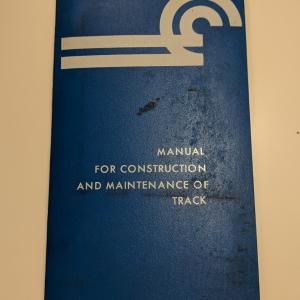 MANUAL
FOR CONSTRUCTION
AND MAINTENANCE OF
TRACK